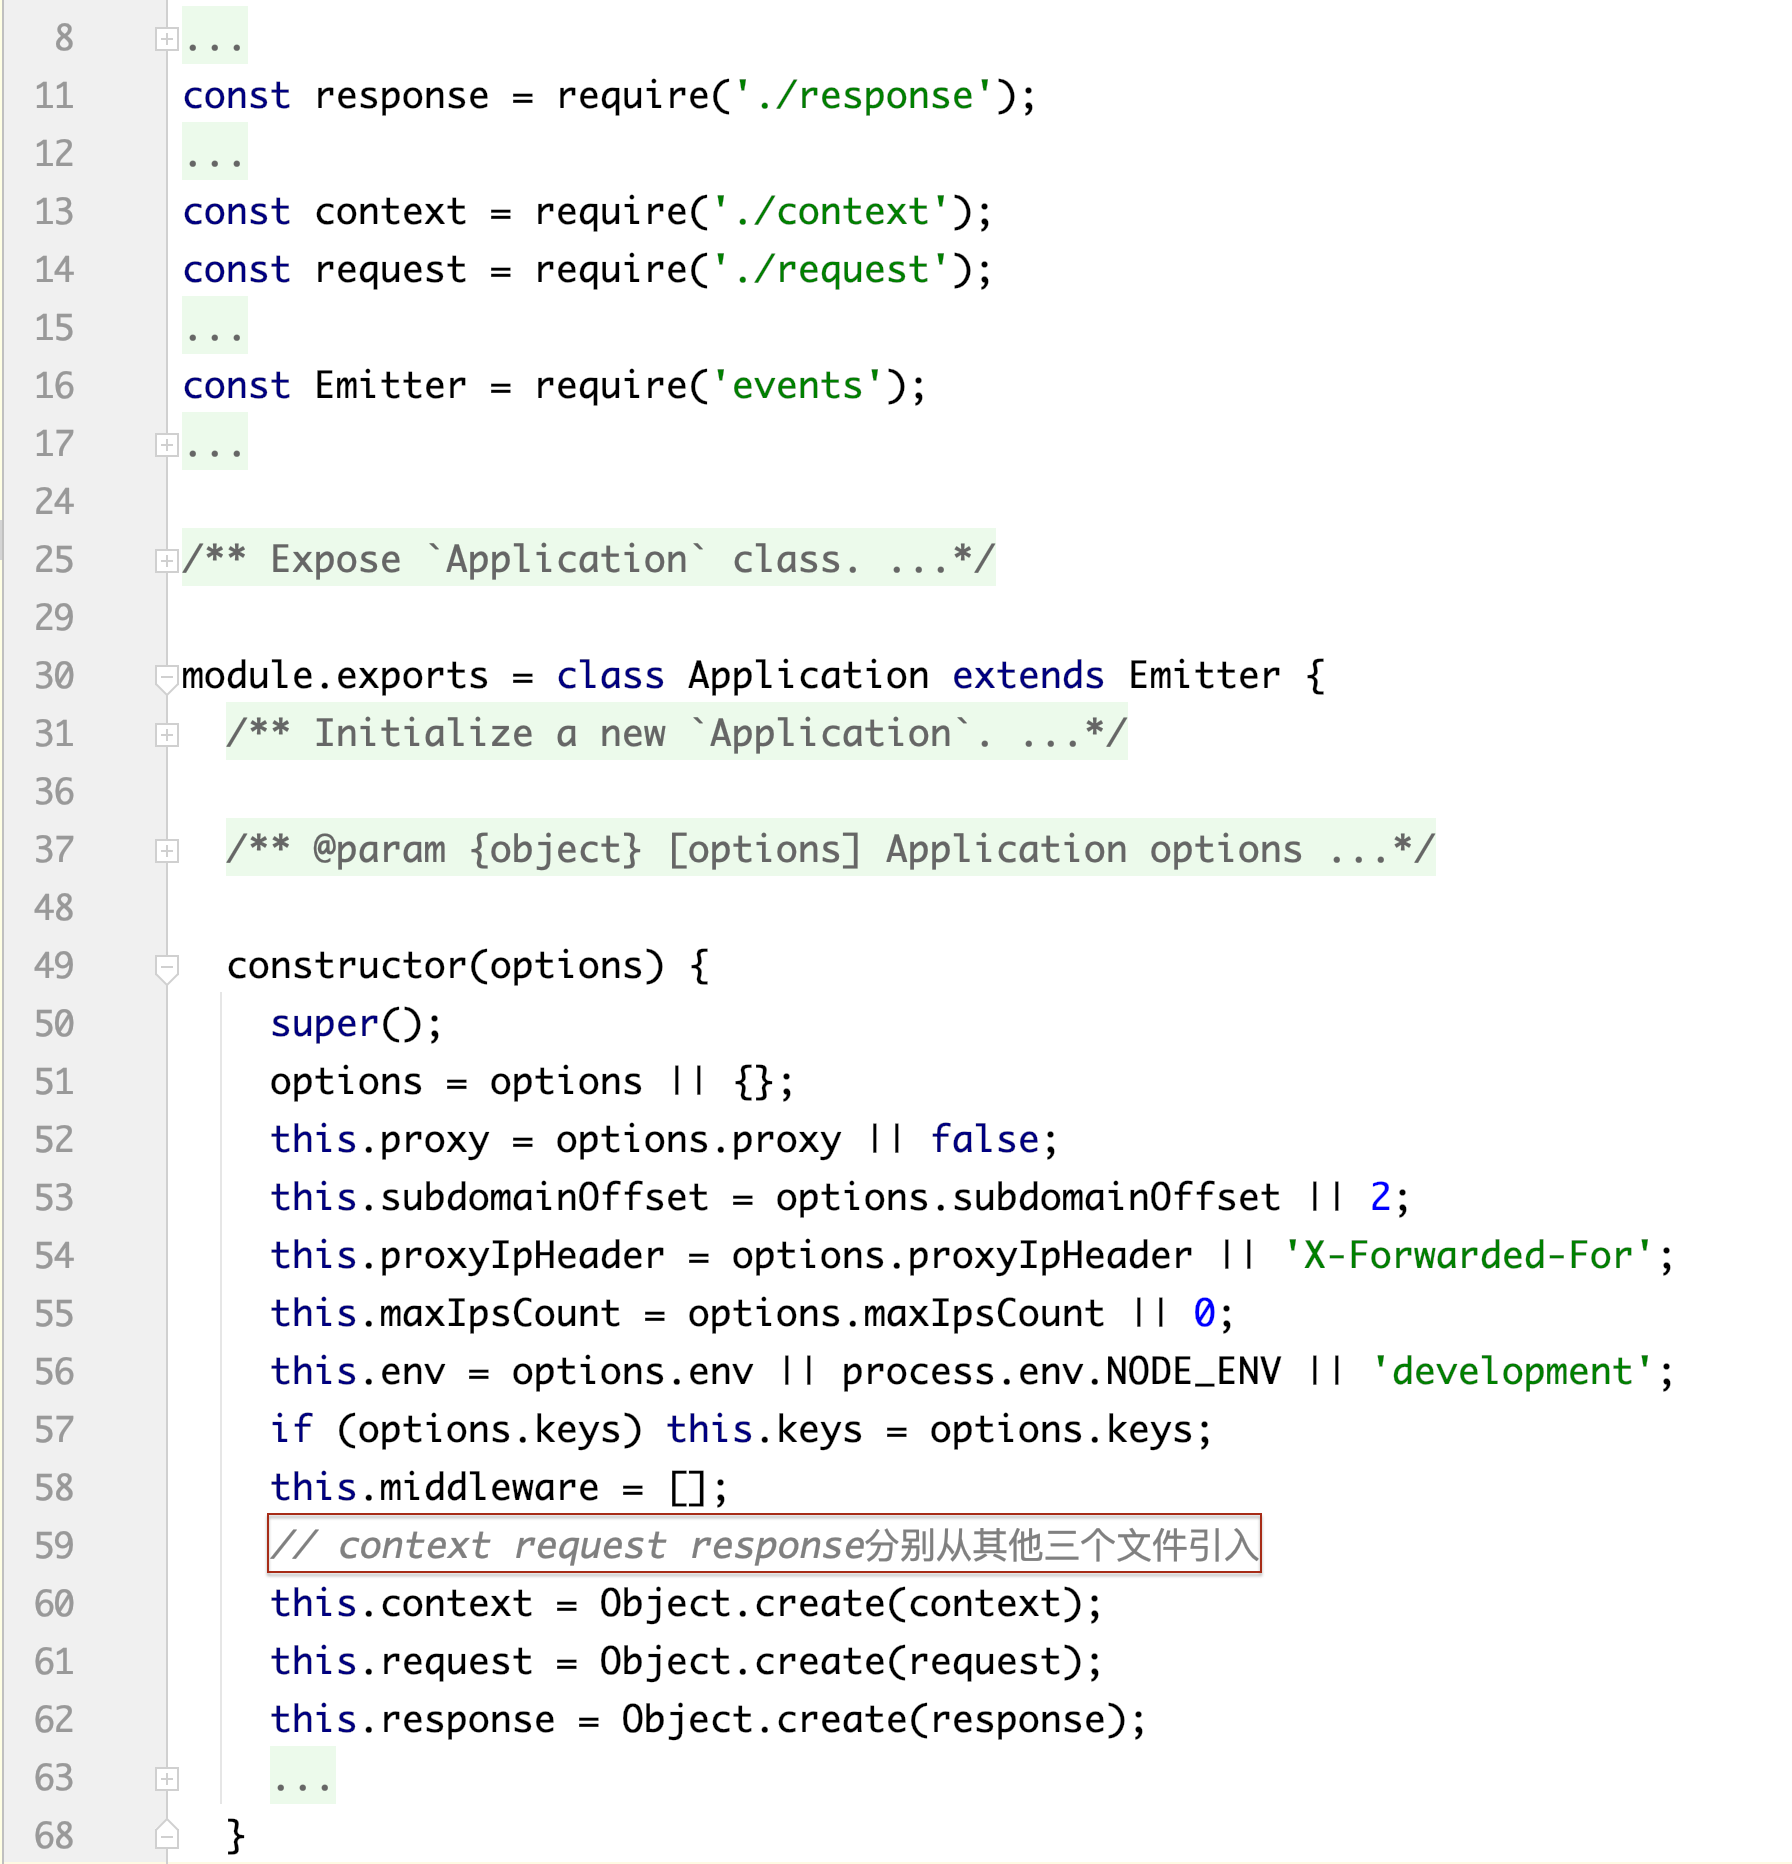 8 ...
11 const response = require('./response');
12 ...
13 const context = require('./context');
14 const request = require('./request');
15 ...
16 const Emitter = require('events');
17 ...
24
25 /** Expose `Application` class. ...*/
29
30 module.exports = class Application extends Emitter {
31 /** Initialize a new `Application`. ...*/
36
37 /** @param {object} [options] Application options ...*/
48
49 constructor(options) {
50 super();
51 options = options || {};
52 this.proxy = options.proxy || false;
53 this.subdomainOffset = options.subdomainOffset || 2;
54 this.proxyIpHeader = options.proxyIpHeader || 'X-Forwarded-For';
55 this.maxIpsCount = options.maxIpsCount || 0;
56 this.env = options.env || process.env.NODE_ENV || 'development';
57 if (options.keys) this.keys = options.keys;
58 this.middleware = [];
59 // context request response分别从其他三个文件引入
60 this.context = Object.create(context);
61 this.request = Object.create(request);
62 this.response = Object.create(response);
63 ...
68 }